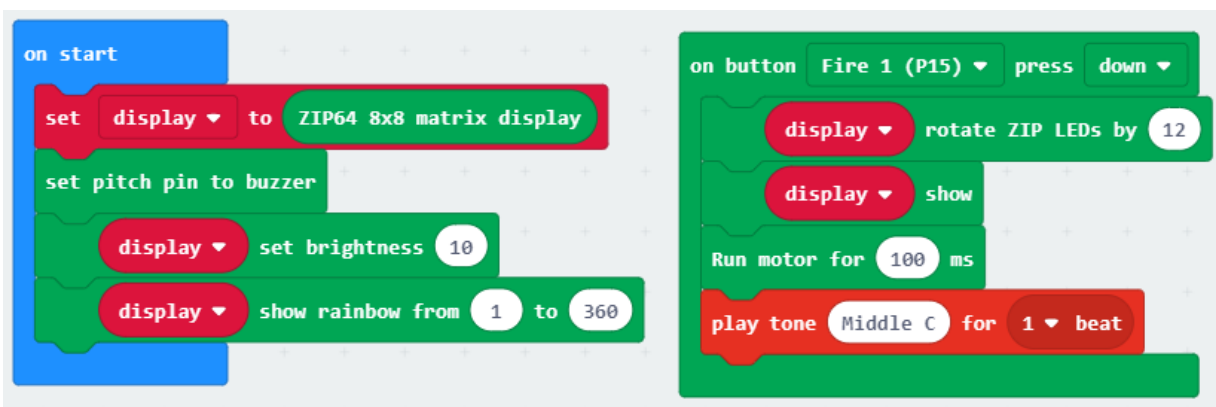 on start
set display to ZIP64 8x8 matrix display
set pitch pin to buzzer
display set brightness 10
display show rainbow from 1 to 360
on button Fire 1 (P15) press down
display rotate ZIP LEDs by 12
display show
Run motor for 100 ms
play tone Middle C for 1 beat